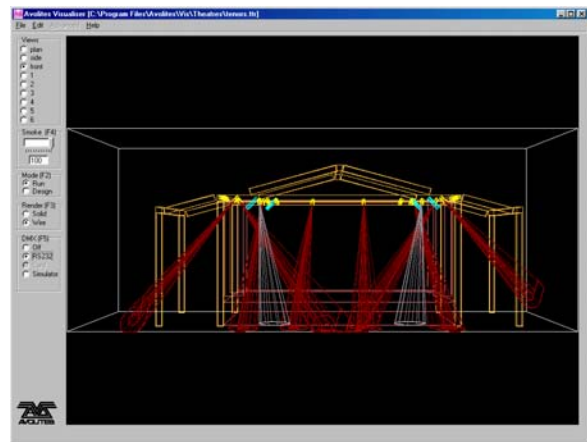 Avolites Visualiser [C:\Program Files\Avolites\Vis\Theatres\tenors.ttr]
File Edit Advanced Help
Views
plan
side
front
1
2
3
4
5
6
Smoke (F4)
100
Mode (F2)
Run
Design
Render (F3)
Solid
Wire
DMX (F5)
Off
RS232
Simulator
AVOLITES